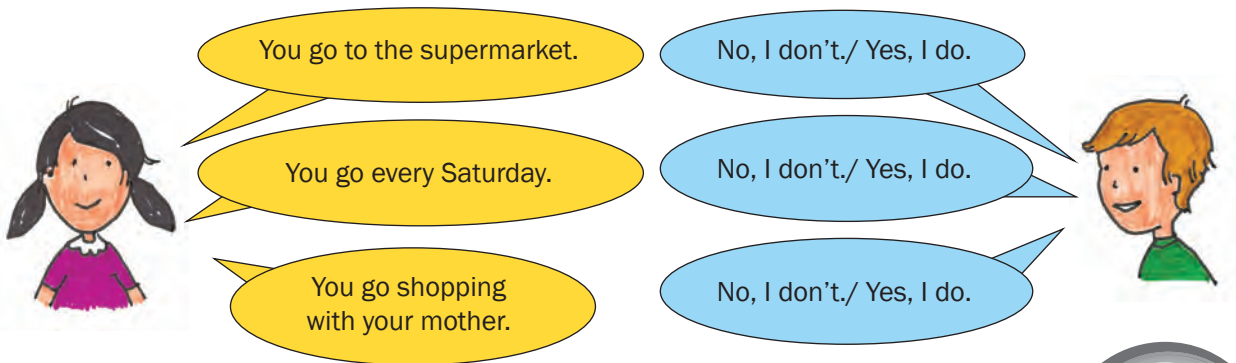 You go to the supermarket.
No, I don't./ Yes, I do.
You go every Saturday.
No, I don't./ Yes, I do.
You go shopping
with your mother.
No, I don't./ Yes, I do.